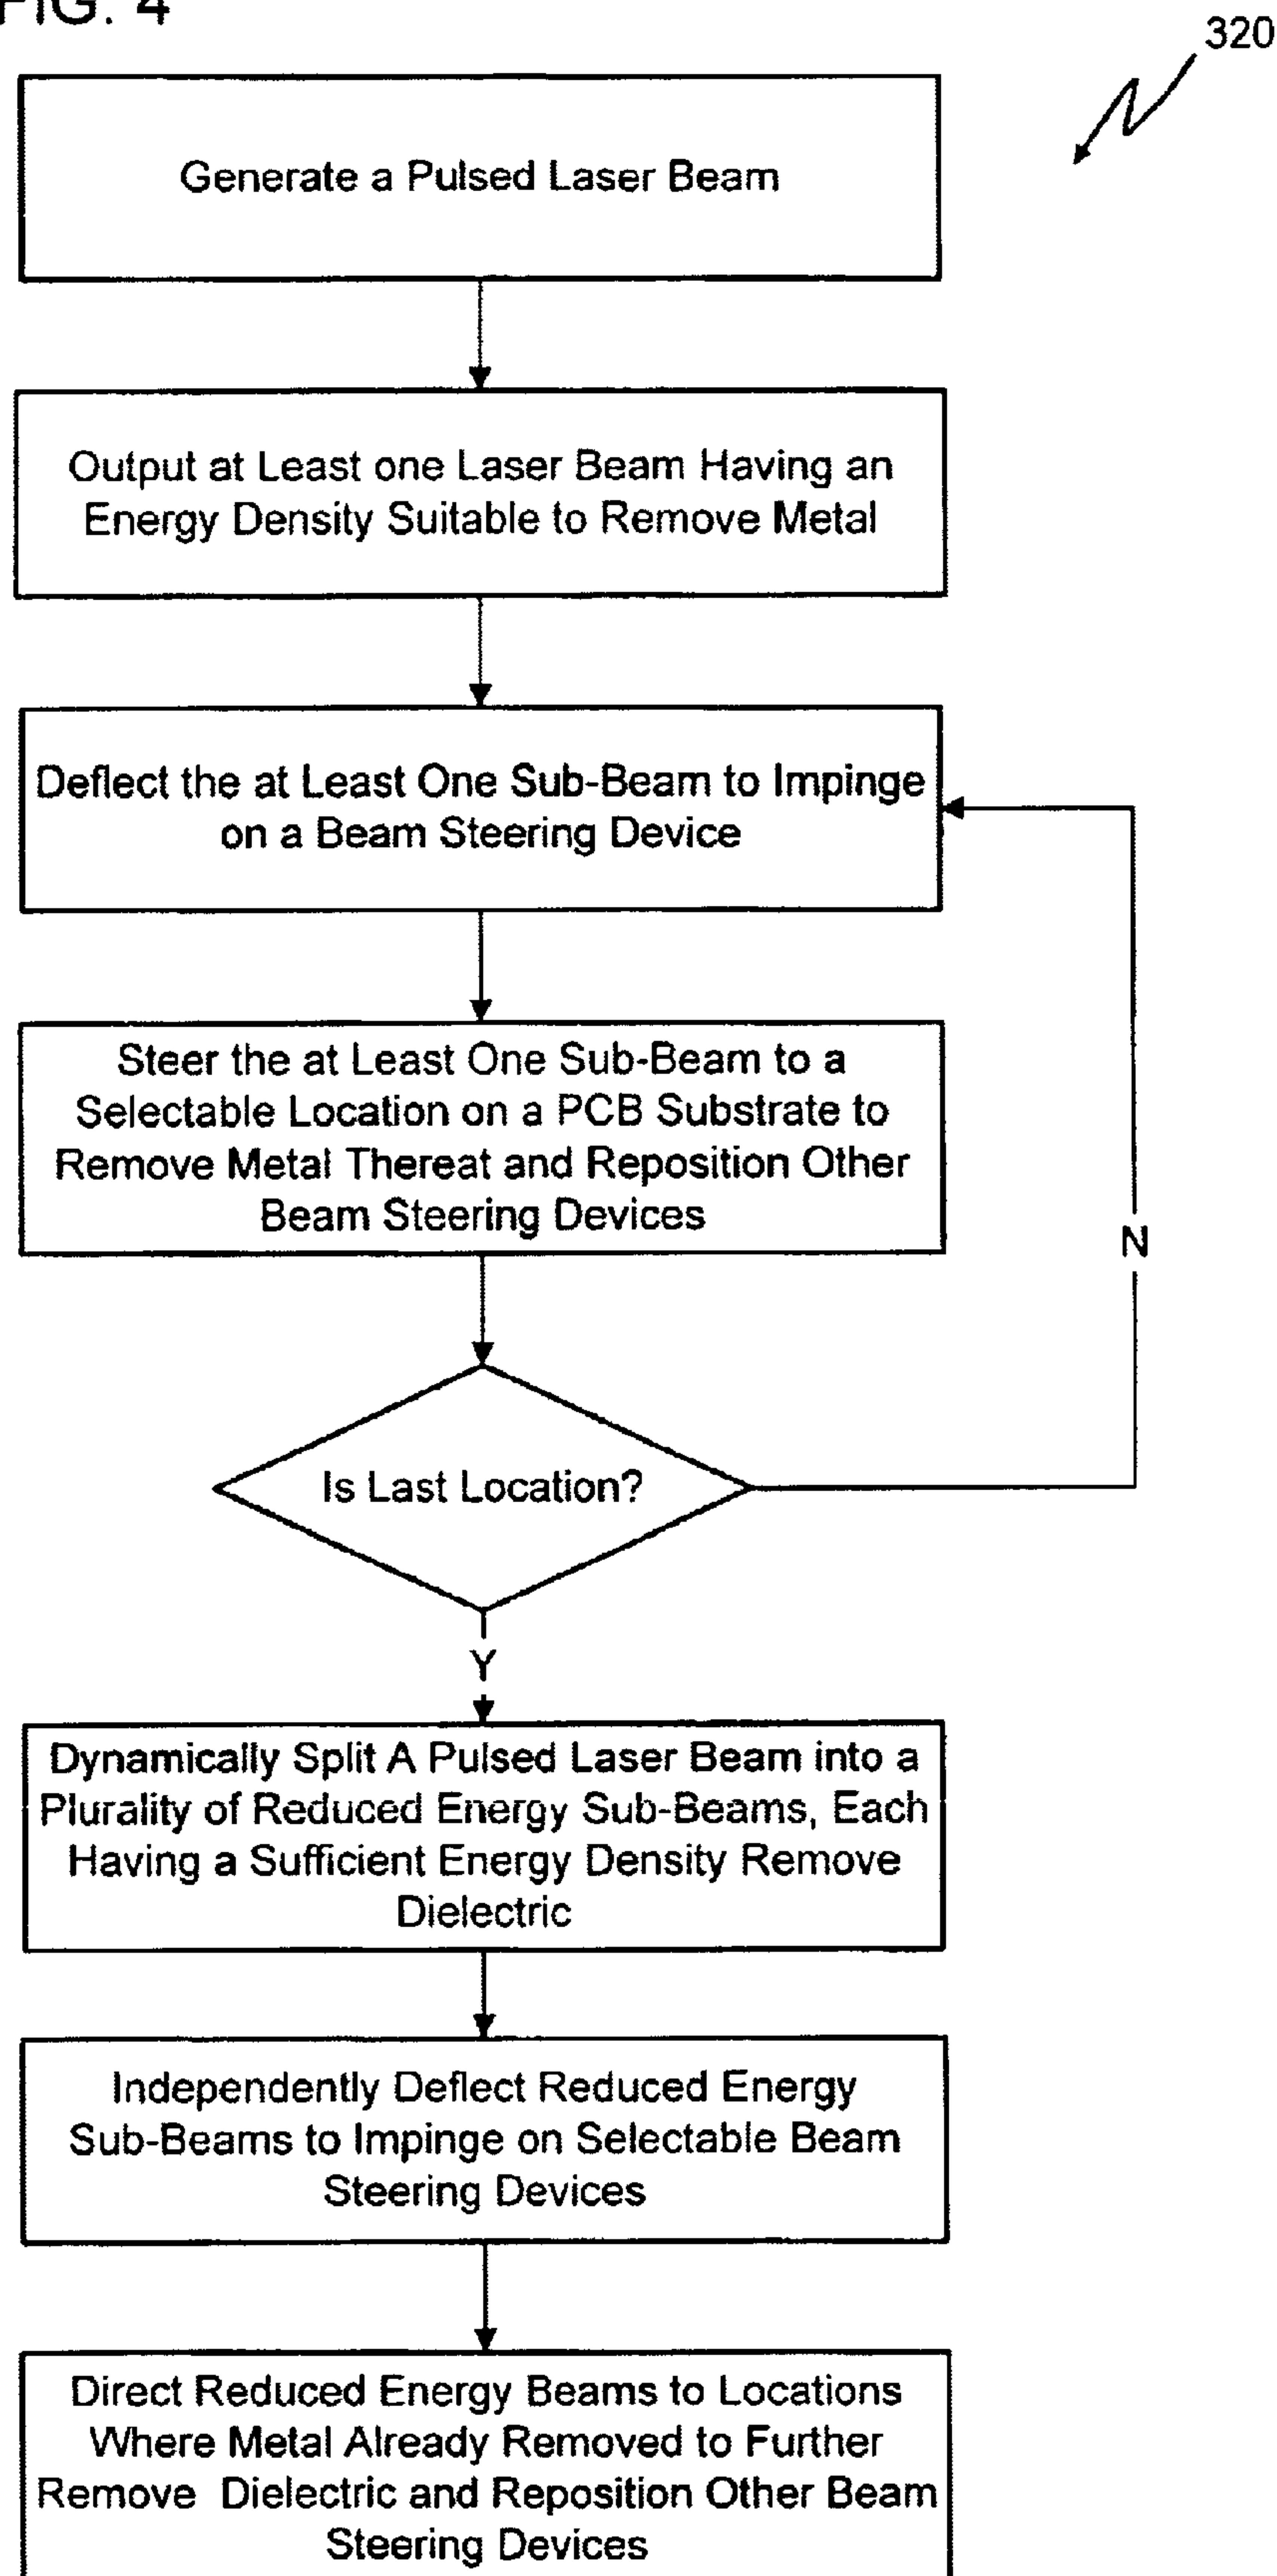 FIG. 4
320
Generate a Pulsed Laser Beam
Output at Least one Laser Beam Having an
Energy Density Suitable to Remove Metal
Deflect the at Least One Sub-Beam to Impinge
on a Beam Steering Device
Steer the at Least One Sub-Beam to a
Selectable Location on a PCB Substrate to
Remove Metal Thereat and Reposition Other
Beam Steering Devices
N
Is Last Location?
Y
Dynamically Split A Pulsed Laser Beam into a
Plurality of Reduced Energy Sub-Beams, Each
Having a Sufficient Energy Density Remove
Dielectric
Independently Deflect Reduced Energy
Sub-Beams to Impinge on Selectable Beam
Steering Devices
Direct Reduced Energy Beams to Locations
Where Metal Already Removed to Further
Remove Dielectric and Reposition Other Beam
Steering Devices